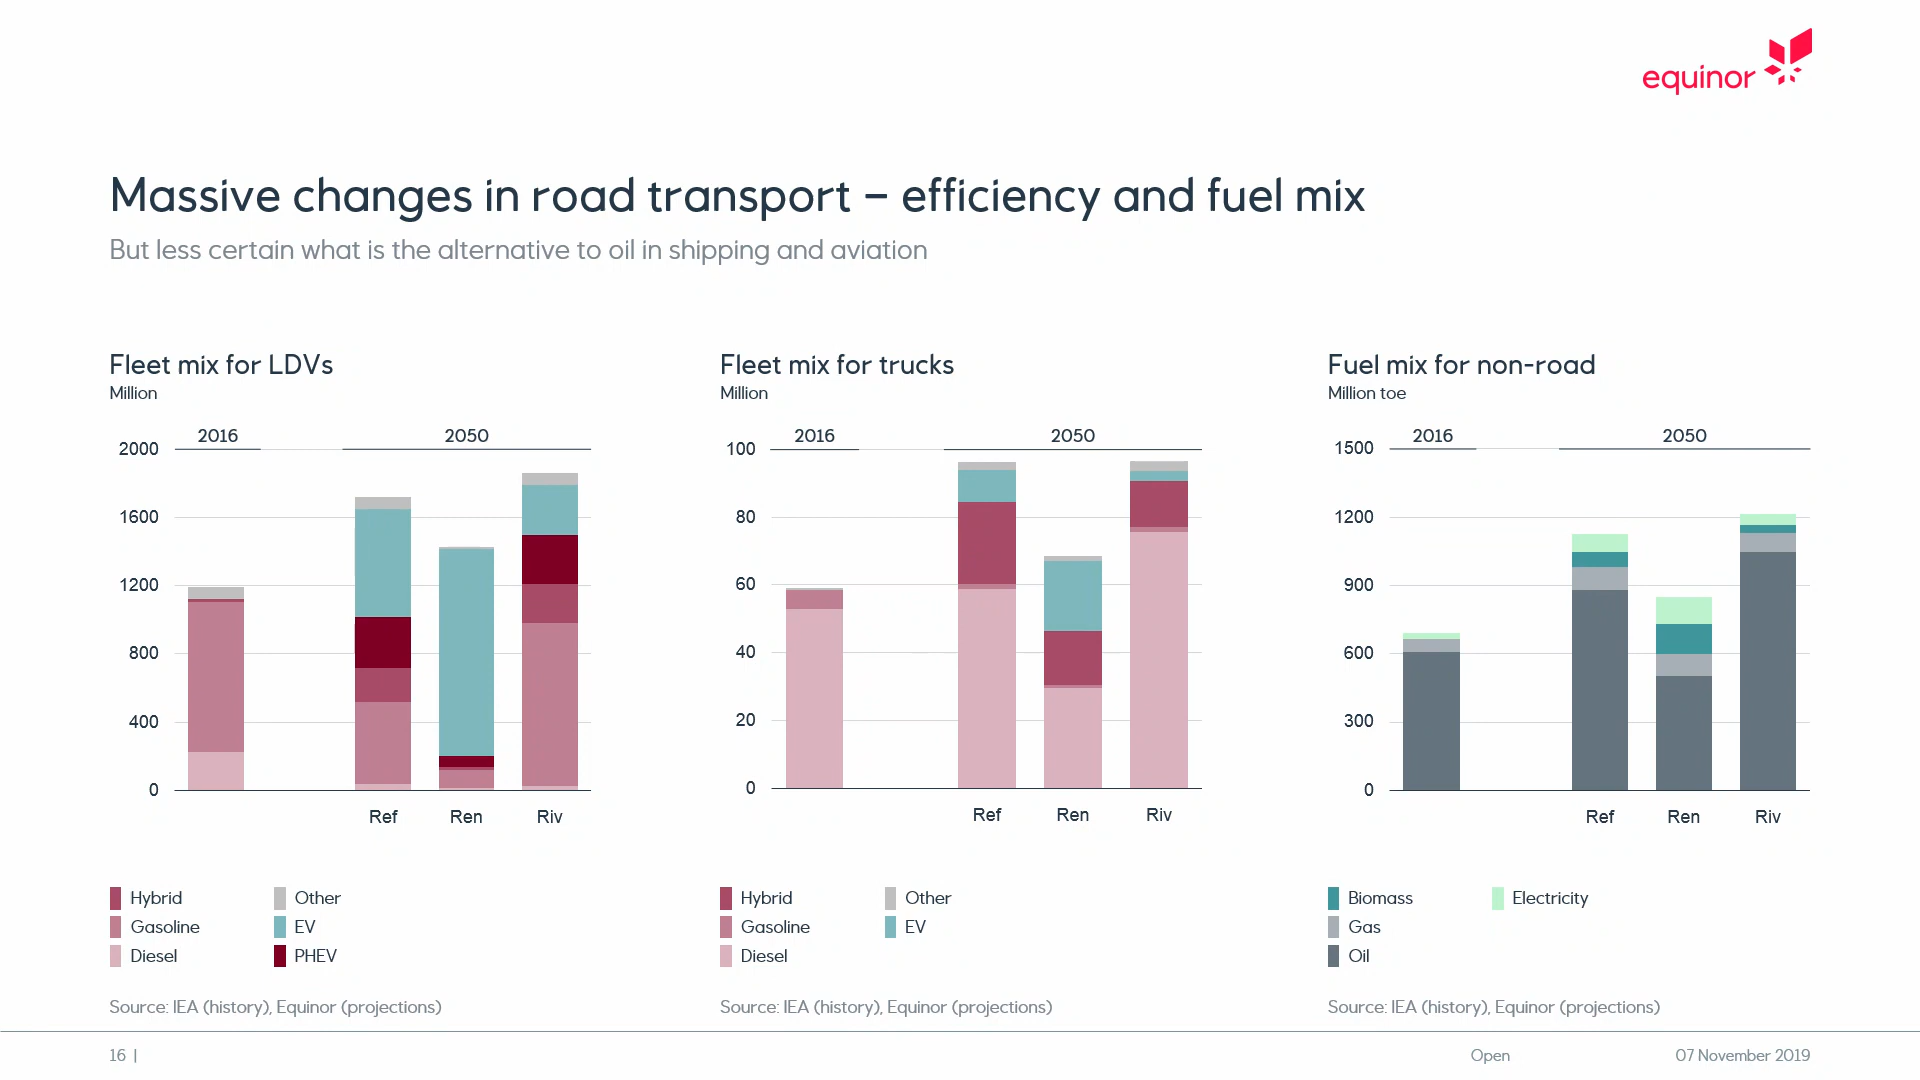 equinor
Massive changes in road transport – efficiency and fuel mix
But less certain what is the alternative to oil in shipping and aviation
Fleet mix for LDVs
Million
2016
2050
2000
1600
1200
800
400
0
Ref
Ren
Riv
Hybrid
Other
Gasoline
EV
Diesel
PHEV
Source: IEA (history), Equinor (projections)
Fleet mix for trucks
Million
2016
2050
100
80
60
40
20
0
Ref
Ren
Riv
Hybrid
Other
Gasoline
EV
Diesel
Source: IEA (history), Equinor (projections)
Fuel mix for non-road
Million toe
2016
2050
1500
1200
900
600
300
0
Ref
Ren
Riv
Biomass
Electricity
Gas
Oil
Source: IEA (history), Equinor (projections)
16 |
Open
07 November 2019